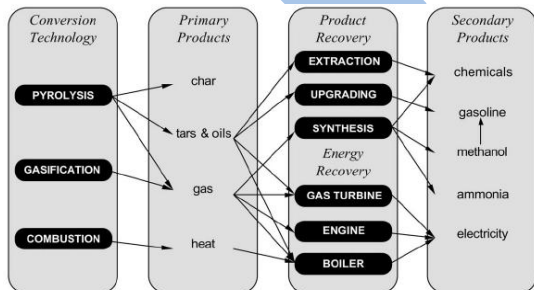 Conversion
Technology
PYROLYSIS
GASIFICATION
COMBUSTION
Primary
Products
char
tars & oils
gas
heat
Product
Recovery
EXTRACTION
UPGRADING
SYNTHESIS
Energy
Recovery
GAS TURBINE
ENGINE
BOILER
Secondary
Products
chemicals
gasoline
methanol
ammonia
electricity